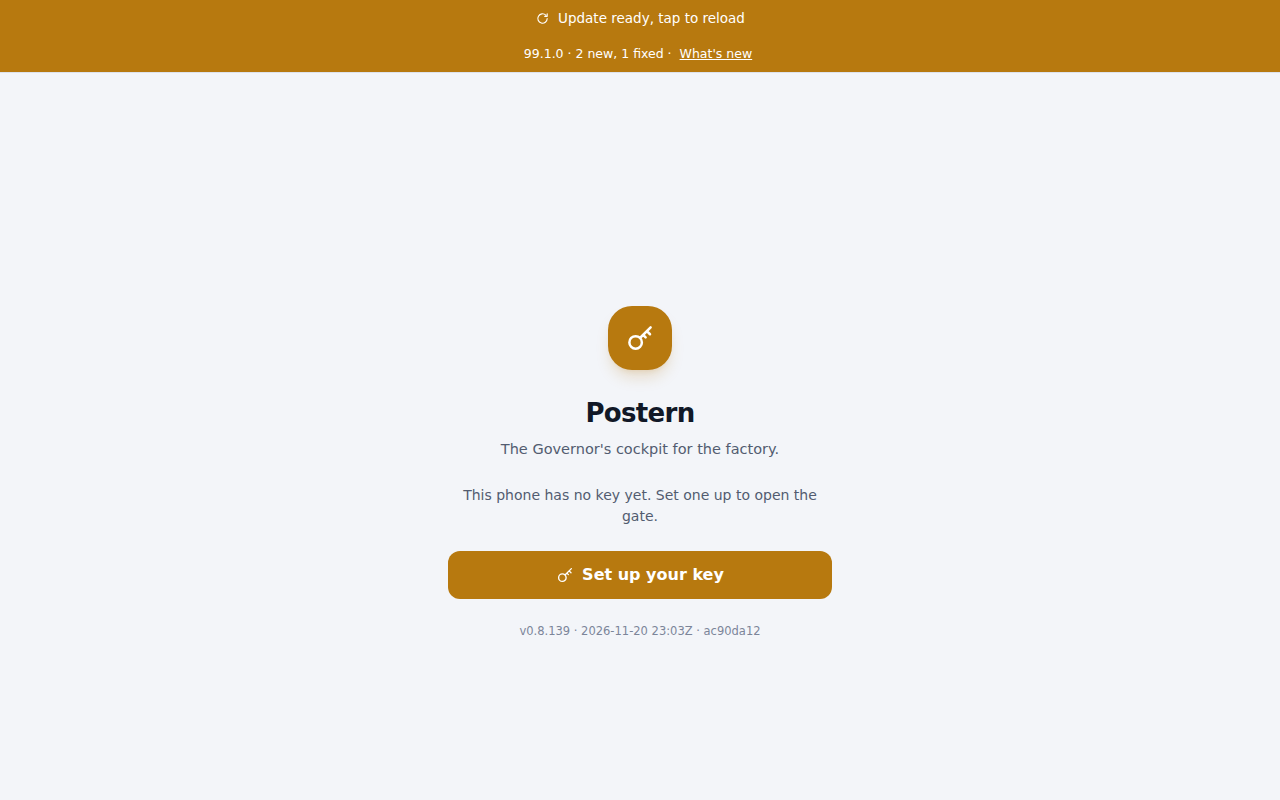 Update ready, tap to reload
99.1.0 · 2 new, 1 fixed · What's new
Postern
The Governor's cockpit for the factory.
This phone has no key yet. Set one up to open the
gate.
Set up your key
v0.8.139 · 2026-11-20 23:03Z · ac90da12